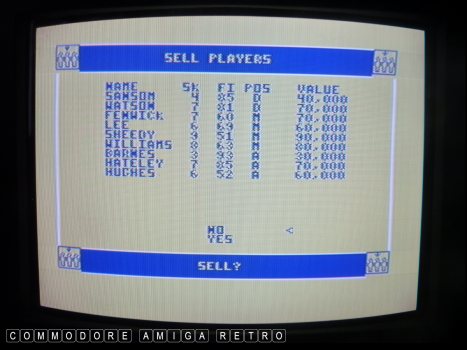 SELL PLAYERS
NAME SK FI POS VALUE
SANSOM 4 85 D 40,000
WATSON 7 81 D 70,000
FENWICK 7 60 M 70,000
LEE 6 69 M 60,000
SHEEDY 9 51 M 90,000
WILLIAMS 8 63 M 80,000
BARNES 3 93 A 30,000
HATELEY 7 85 A 70,000
HUGHES 6 52 A 60,000
NO <
YES
SELL?
COMMODORE AMIGA RETRO